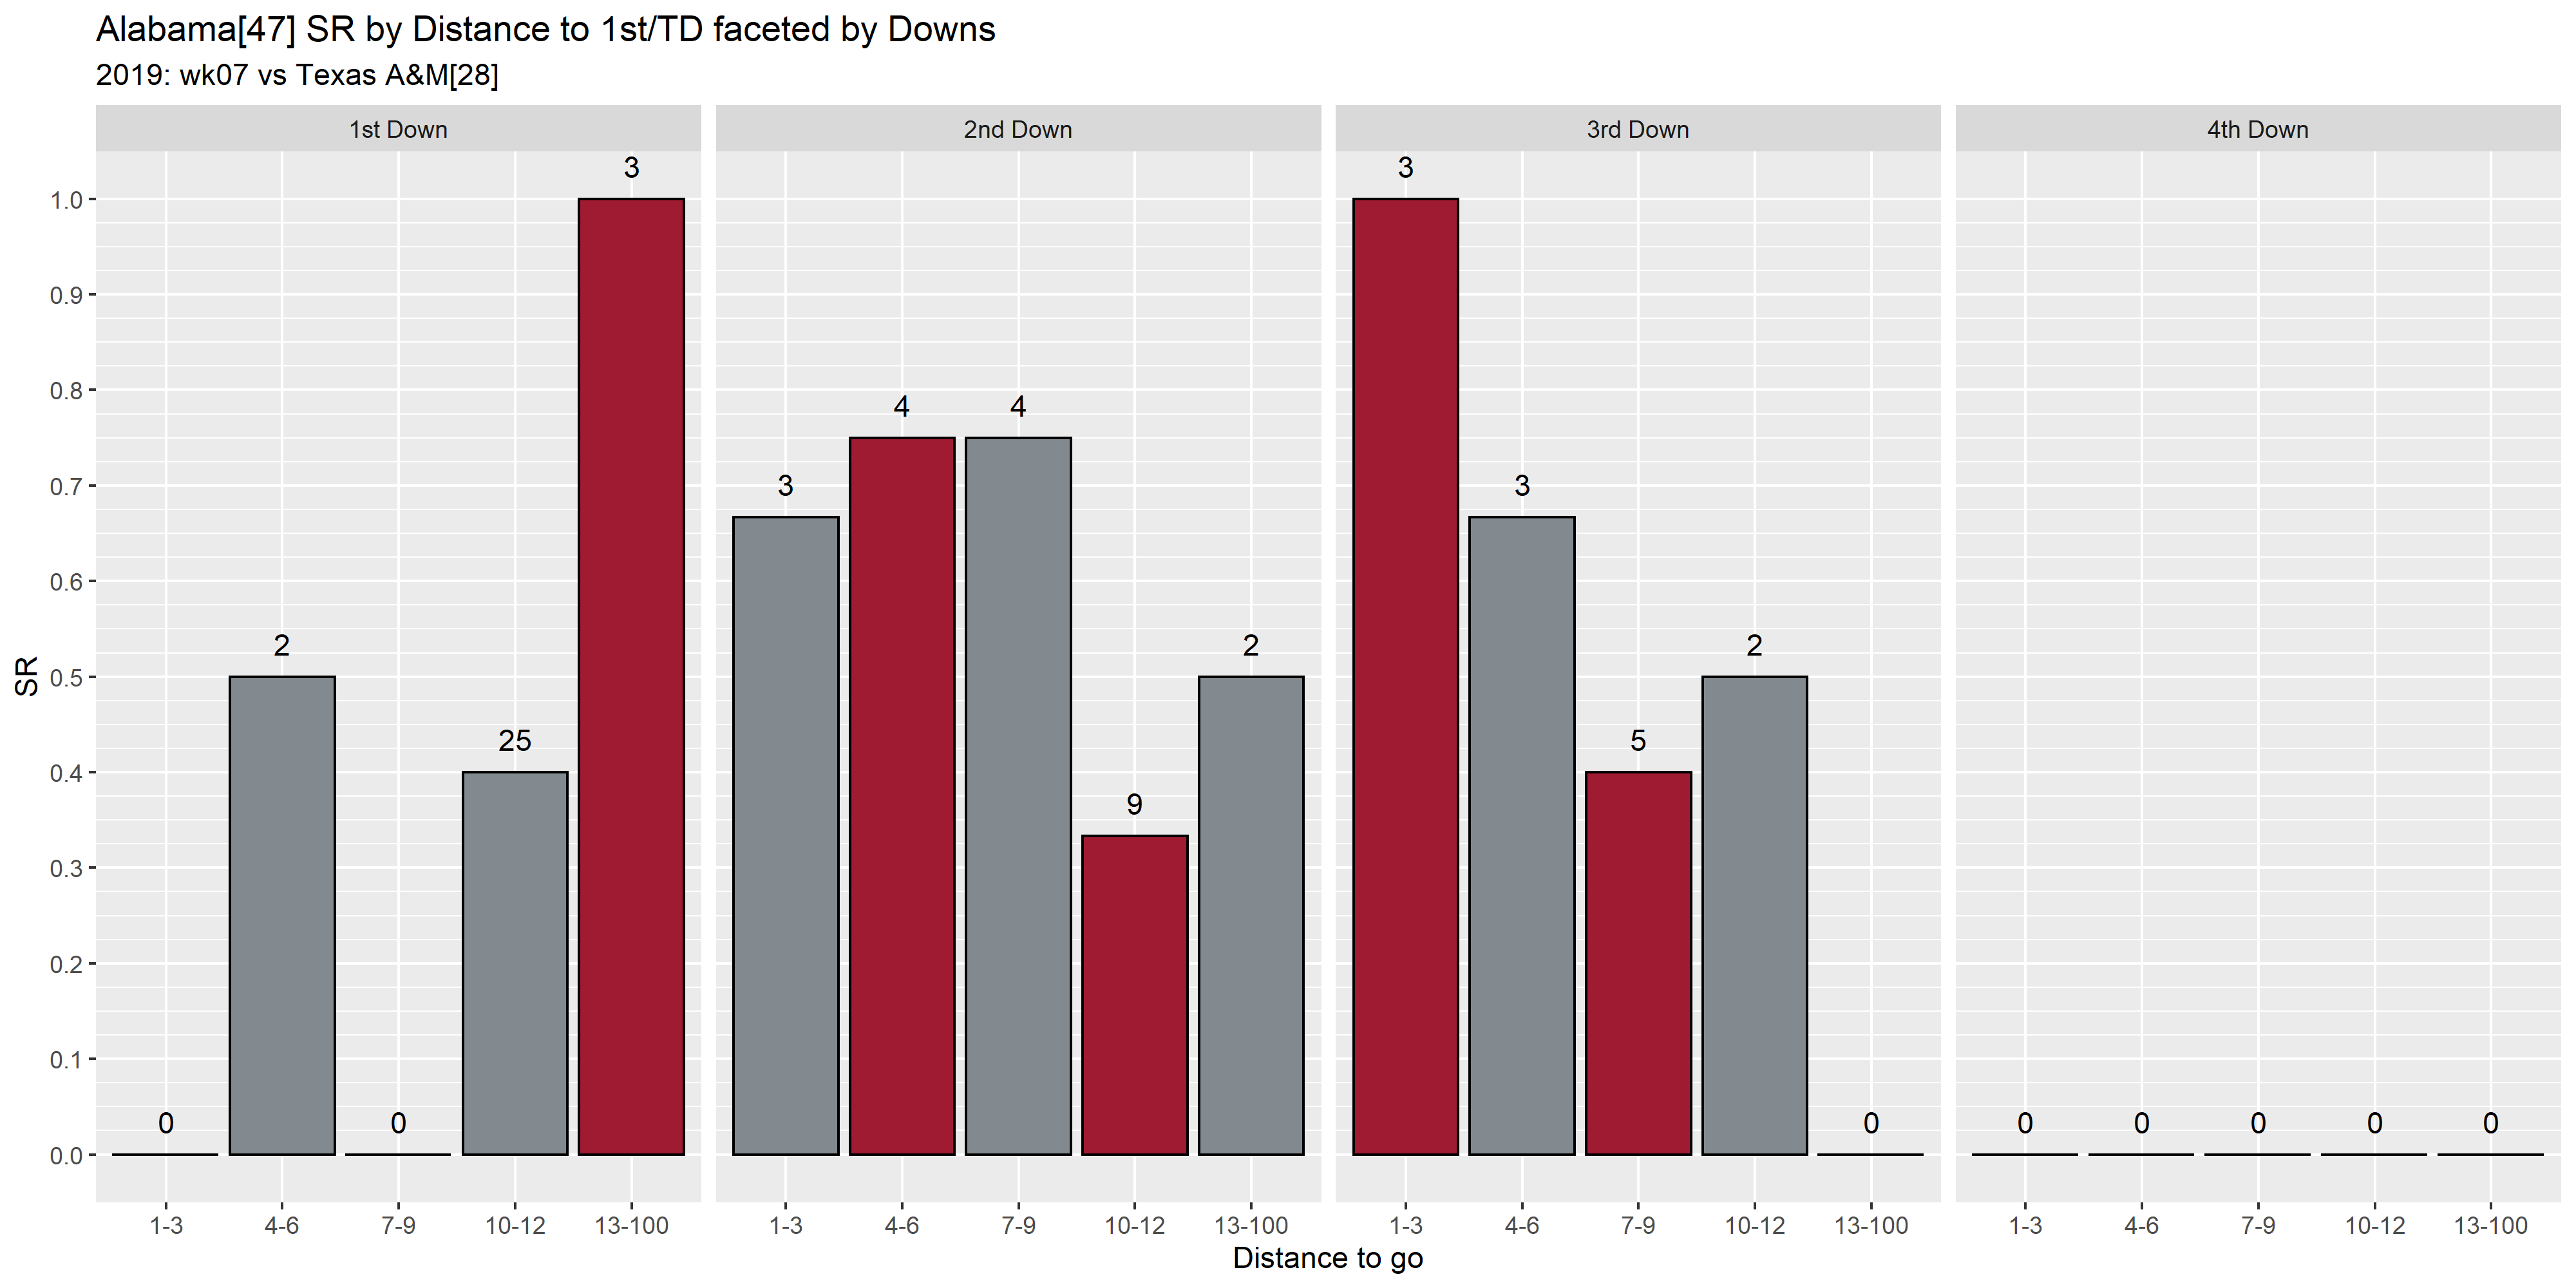 Alabama[47] SR by Distance to 1st/TD faceted by Downs
2019: wk07 vs Texas A&M[28]
1st Down
2nd Down
3rd Down
4th Down
SR
1.0
0.9
0.8
0.7
0.6
0.5
0.4
0.3
0.2
0.1
0.0
0 2 0 25 3
3 4 4 9 2
3 3 5 2 0
0 0 0 0 0
1-3 4-6 7-9 10-12 13-100
1-3 4-6 7-9 10-12 13-100
1-3 4-6 7-9 10-12 13-100
1-3 4-6 7-9 10-12 13-100
Distance to go